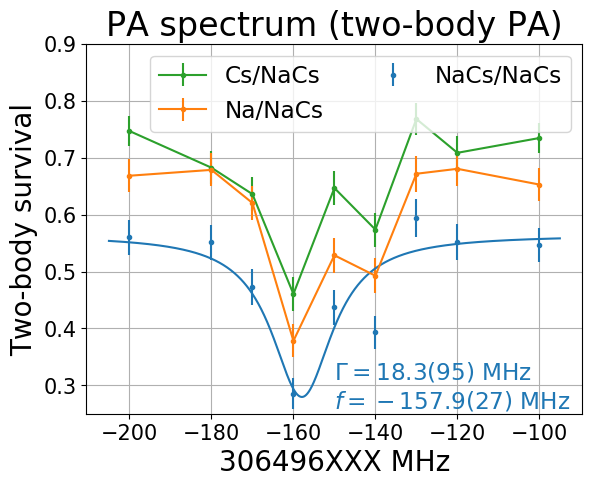 PA spectrum (two-body PA)
Cs/NaCs
Na/NaCs
NaCs/NaCs
Two-body survival
0.9
0.8
0.7
0.6
0.5
0.4
0.3
Γ = 18.3(95) MHz
f = −157.9(27) MHz
−200 −180 −160 −140 −120 −100
306496XXX MHz